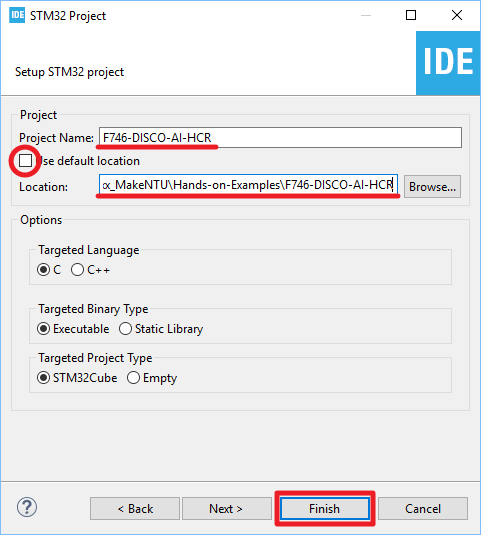 IDE STM32 Project
Setup STM32 project
IDE
Project
Project Name: F746-DISCO-AI-HCR
Use default location
Location: x_MakeNTU\Hands-on-Examples\F746-DISCO-AI-HCR Browse...
Options
Targeted Language
C C++
Targeted Binary Type
Executable Static Library
Targeted Project Type
STM32Cube Empty
? < Back Next > Finish Cancel